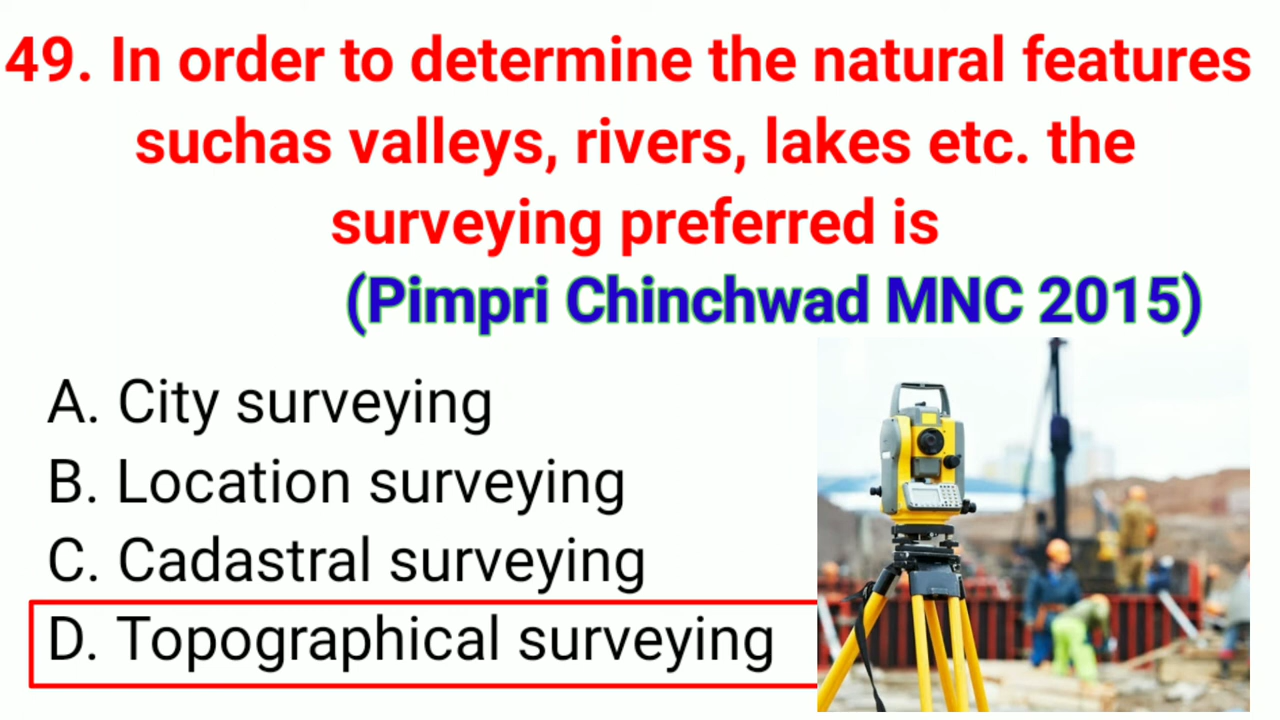 49. In order to determine the natural features
suchas valleys, rivers, lakes etc. the
surveying preferred is
(Pimpri Chinchwad MNC 2015)
A. City surveying
B. Location surveying
C. Cadastral surveying
D. Topographical surveying